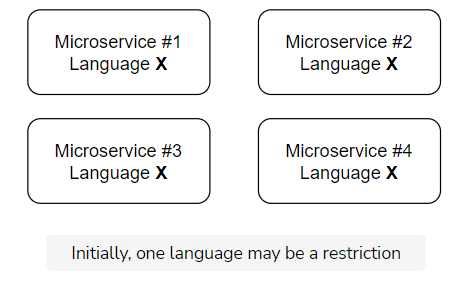 Microservice #1
Language X
Microservice #2
Language X
Microservice #3
Language X
Microservice #4
Language X
Initially, one language may be a restriction